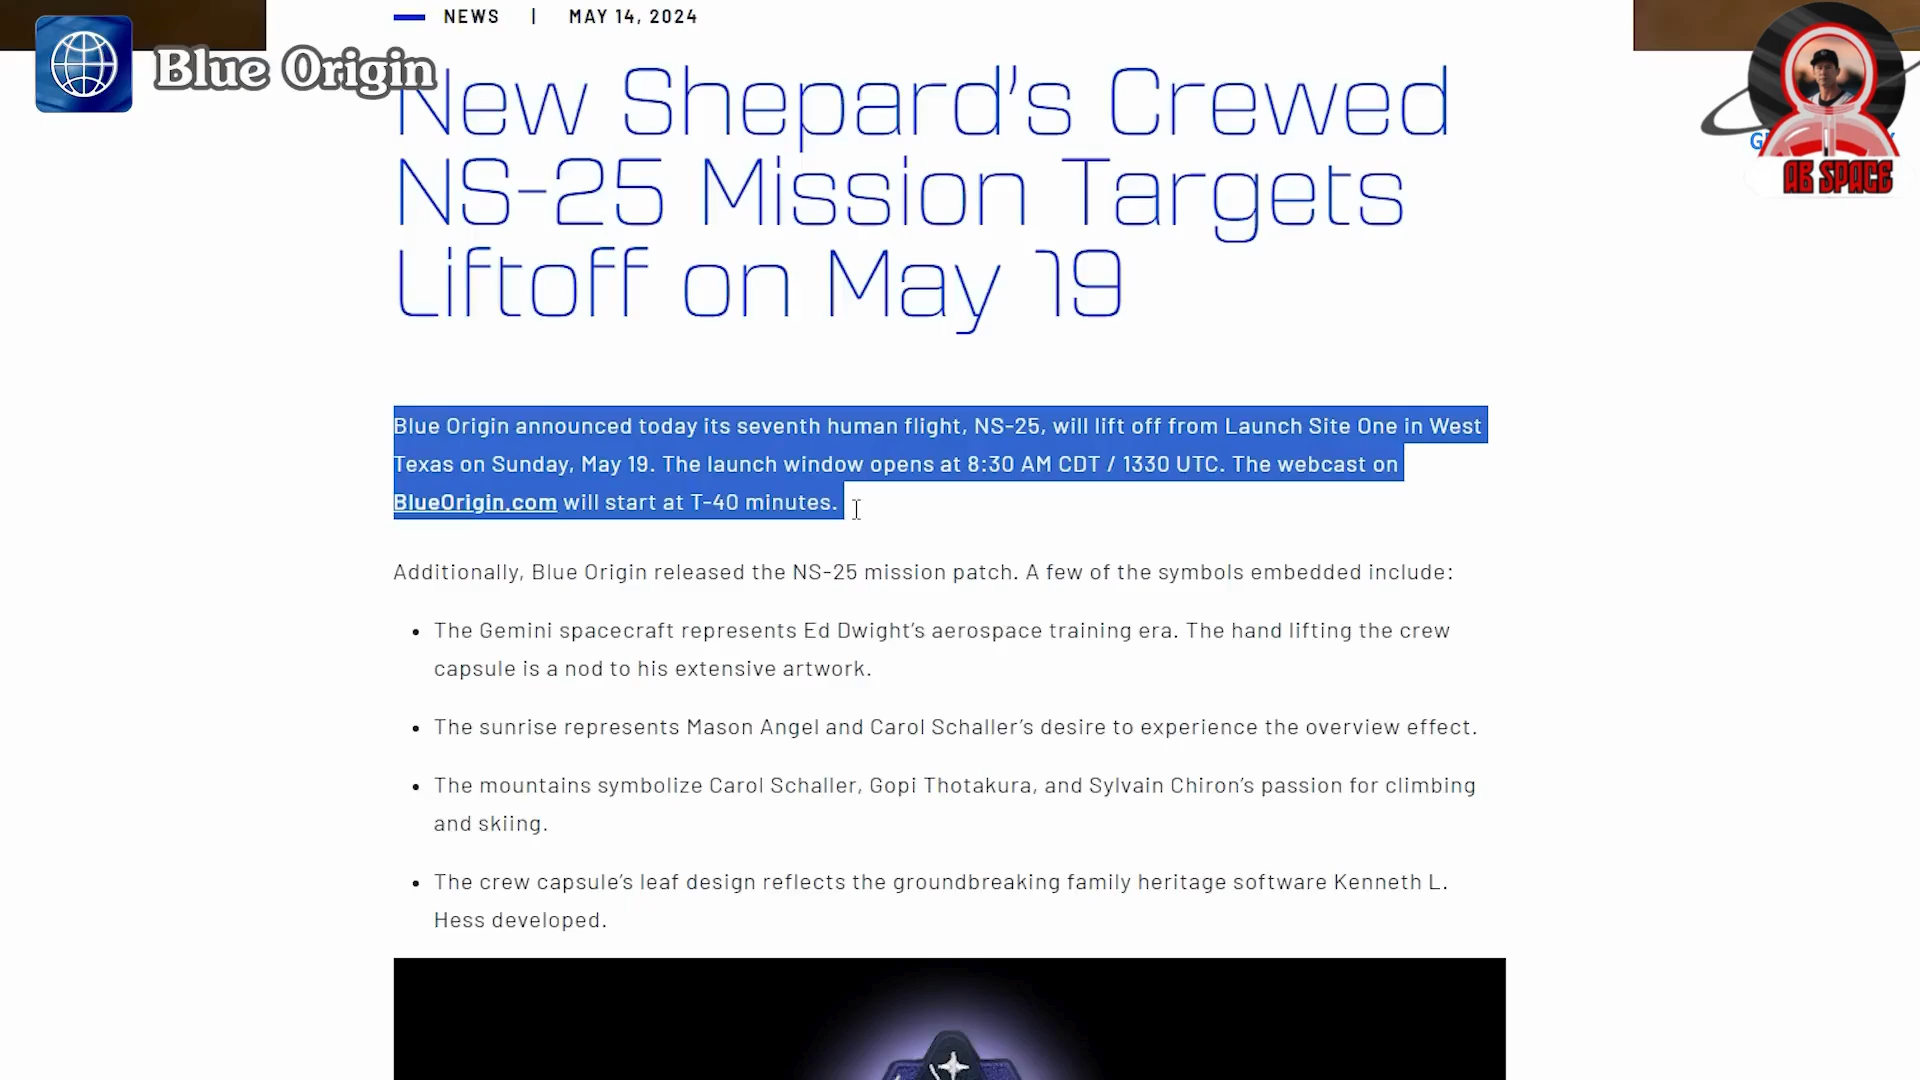 NEWS | MAY 14, 2024
Blue Origin
New Shepard's Crewed
NS-25 Mission Targets
Liftoff on May 19
AB SPACE
Blue Origin announced today its seventh human flight, NS-25, will lift off from Launch Site One in West
Texas on Sunday, May 19. The launch window opens at 8:30 AM CDT / 1330 UTC. The webcast on
BlueOrigin.com will start at T-40 minutes.
Additionally, Blue Origin released the NS-25 mission patch. A few of the symbols embedded include:
• The Gemini spacecraft represents Ed Dwight’s aerospace training era. The hand lifting the crew
capsule is a nod to his extensive artwork.
• The sunrise represents Mason Angel and Carol Schaller’s desire to experience the overview effect.
• The mountains symbolize Carol Schaller, Gopi Thotakura, and Sylvain Chiron’s passion for climbing
and skiing.
• The crew capsule’s leaf design reflects the groundbreaking family heritage software Kenneth L.
Hess developed.